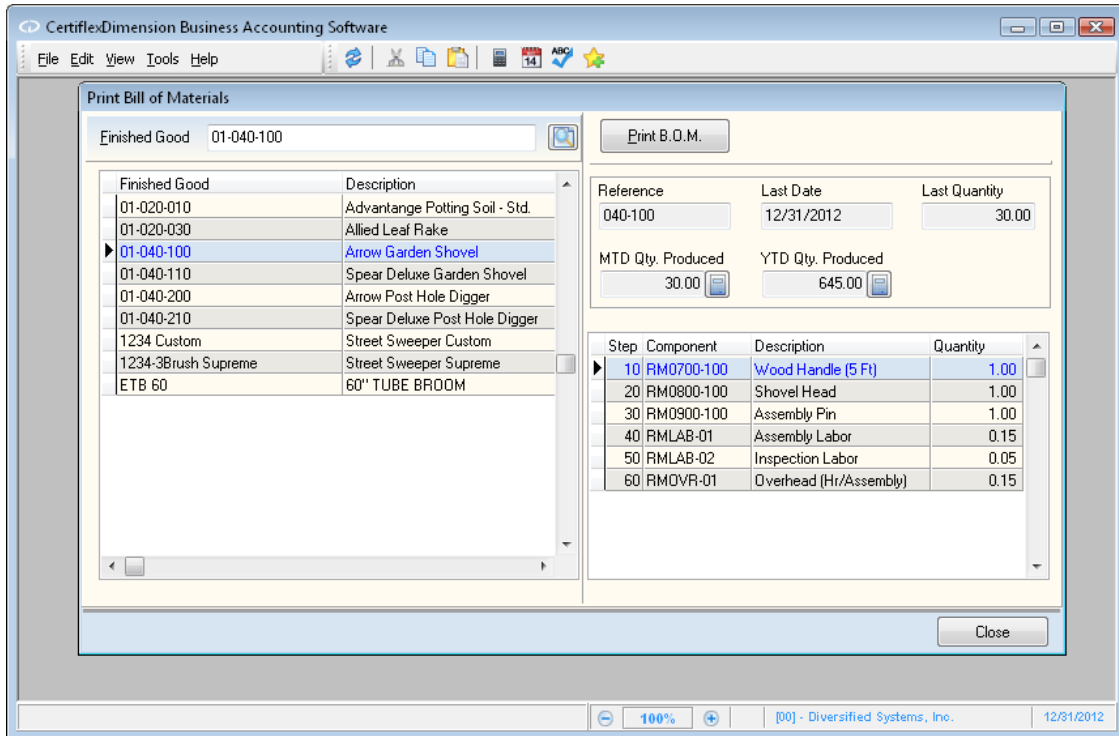 CertiflexDimension Business Accounting Software
File Edit View Tools Help
ABC
14
Print Bill of Materials
Finished Good 01-040-100
Print B.O.M.
Finished Good Description
01-020-010 Advantange Potting Soil - Std.
01-020-030 Allied Leaf Rake
01-040-100 Arrow Garden Shovel
01-040-110 Spear Deluxe Garden Shovel
01-040-200 Arrow Post Hole Digger
01-040-210 Spear Deluxe Post Hole Digger
1234 Custom Street Sweeper Custom
1234-3Brush Supreme Street Sweeper Supreme
ETB 60 60" TUBE BROOM
Reference Last Date Last Quantity
040-100 12/31/2012 30.00
MTD Qty. Produced YTD Qty. Produced
30.00 645.00
Step Component Description Quantity
10 RM0700-100 Wood Handle (5 Ft) 1.00
20 RM0800-100 Shovel Head 1.00
30 RM0900-100 Assembly Pin 1.00
40 RMLAB-01 Assembly Labor 0.15
50 RMLAB-02 Inspection Labor 0.05
60 RMOVR-01 Overhead (Hr/Assembly) 0.15
Close
100% [00] - Diversified Systems, Inc. 12/31/2012